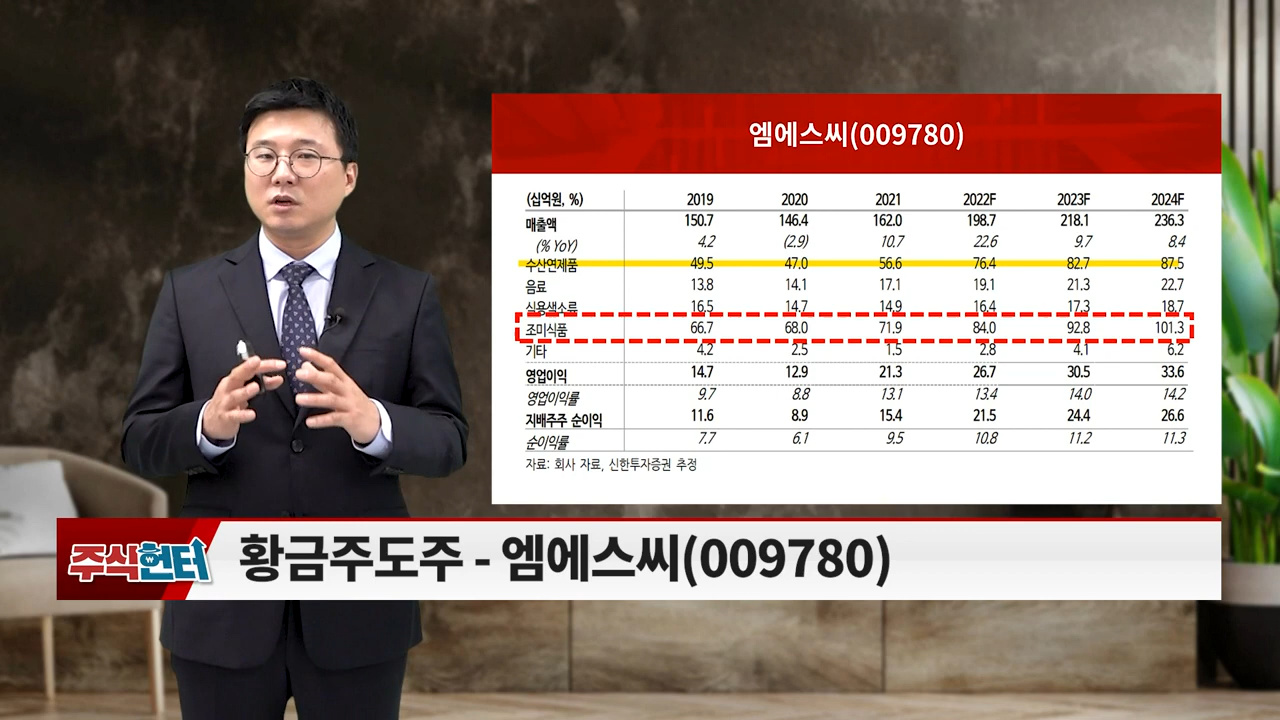 엠에스씨(009780)
(십억원, %) 2019 2020 2021 2022F 2023F 2024F
매출액 150.7 146.4 162.0 198.7 218.1 236.3
(% YoY) 4.2 (2.9) 10.7 22.6 9.7 8.4
수산연제품 49.5 47.0 56.6 76.4 82.7 87.5
음료 13.8 14.1 17.1 19.1 21.3 22.7
식용색소류 16.5 14.7 14.9 16.4 17.3 18.7
조미식품 66.7 68.0 71.9 84.0 92.8 101.3
기타 4.2 2.5 1.5 2.8 4.1 6.2
영업이익 14.7 12.9 21.3 26.7 30.5 33.6
영업이익률 9.7 8.8 13.1 13.4 14.0 14.2
지배주주 순이익 11.6 8.9 15.4 21.5 24.4 26.6
순이익률 7.7 6.1 9.5 10.8 11.2 11.3
자료: 회사 자료, 신한투자증권 추정
주식헌터 황금주도주 - 엠에스씨(009780)